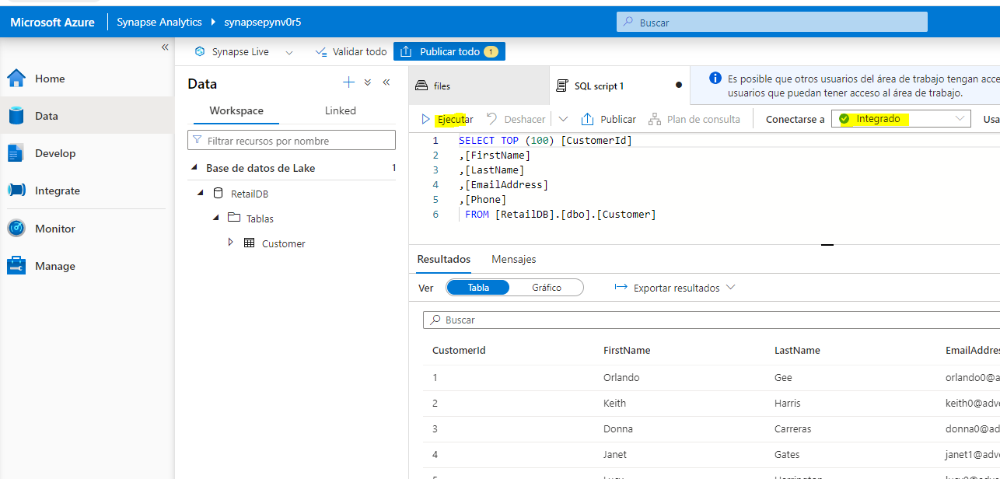 Microsoft Azure
Synapse Analytics
synapsepynv0r5
Buscar
Home
Data
Develop
Integrate
Monitor
Manage
Synapse Live
Validar todo
Publicar todo
1
Data
Workspace
Linked
Filtrar recursos por nombre
Base de datos de Lake
1
RetailDB
Tablas
Customer
files
SQL script 1
Es posible que otros usuarios del área de trabajo tengan acce
usuarios que puedan tener acceso al área de trabajo.
Ejecutar
Deshacer
Publicar
Plan de consulta
Conectarse a
Integrado
Usa
1 SELECT TOP (100) [CustomerId]
2 ,[FirstName]
3 ,[LastName]
4 ,[EmailAddress]
5 ,[Phone]
6 FROM [RetailDB].[dbo].[Customer]
Resultados
Mensajes
Ver
Tabla
Gráfico
Exportar resultados
Buscar
CustomerId FirstName LastName EmailAddres
1 Orlando Gee orlando0@a
2 Keith Harris keith0@adve
3 Donna Carreras donna0@ad
4 Janet Gates janet1@adve